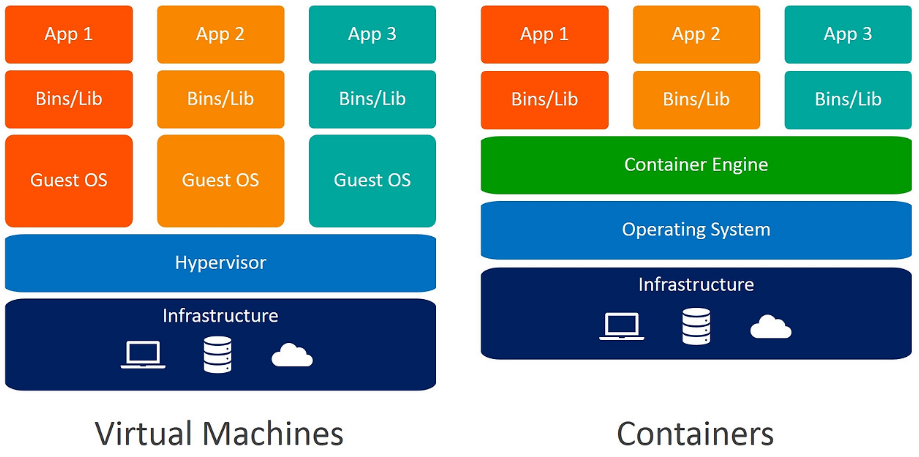 App 1
App 2
App 3
Bins/Lib
Bins/Lib
Bins/Lib
Guest OS
Guest OS
Guest OS
Hypervisor
Infrastructure
Virtual Machines
App 1
App 2
App 3
Bins/Lib
Bins/Lib
Bins/Lib
Container Engine
Operating System
Infrastructure
Containers